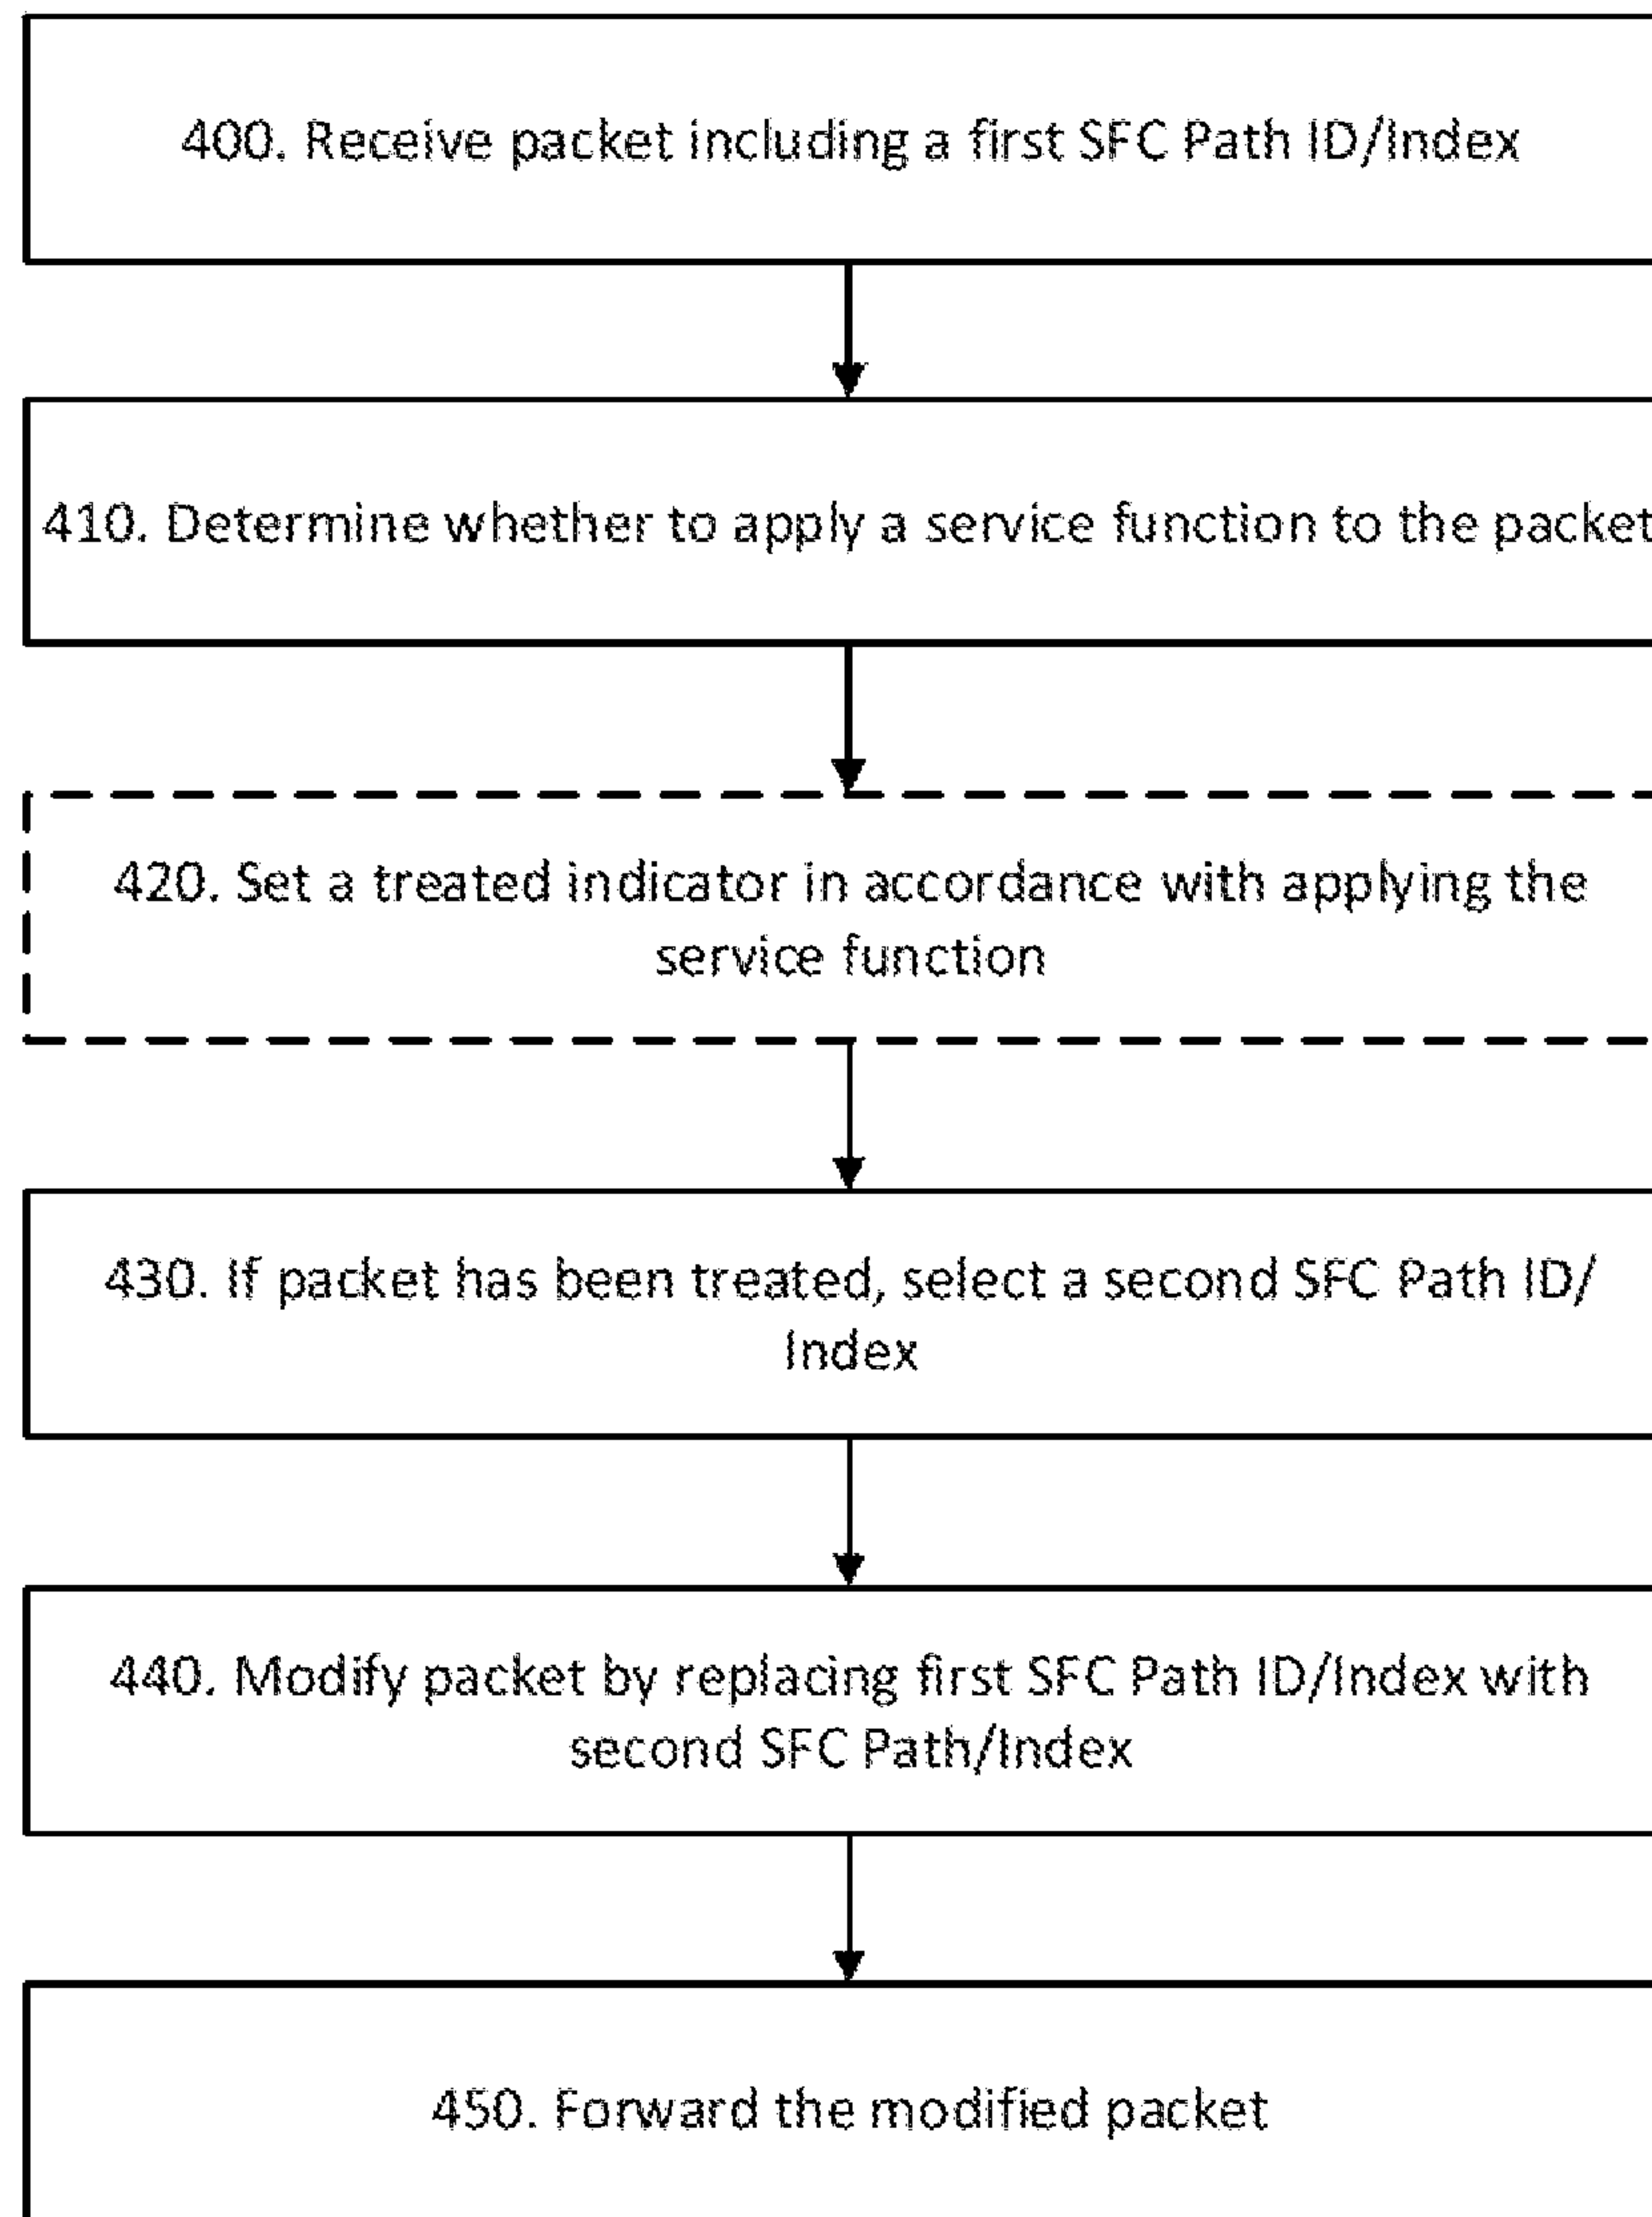 400. Receive packet including a first SFC Path ID/Index
410. Determine whether to apply a service function to the packet
420. Set a treated indicator in accordance with applying the
service function
430. If packet has been treated, select a second SFC Path ID/
Index
440. Modify packet by replacing first SFC Path ID/Index with
second SFC Path/Index
450. Forward the modified packet